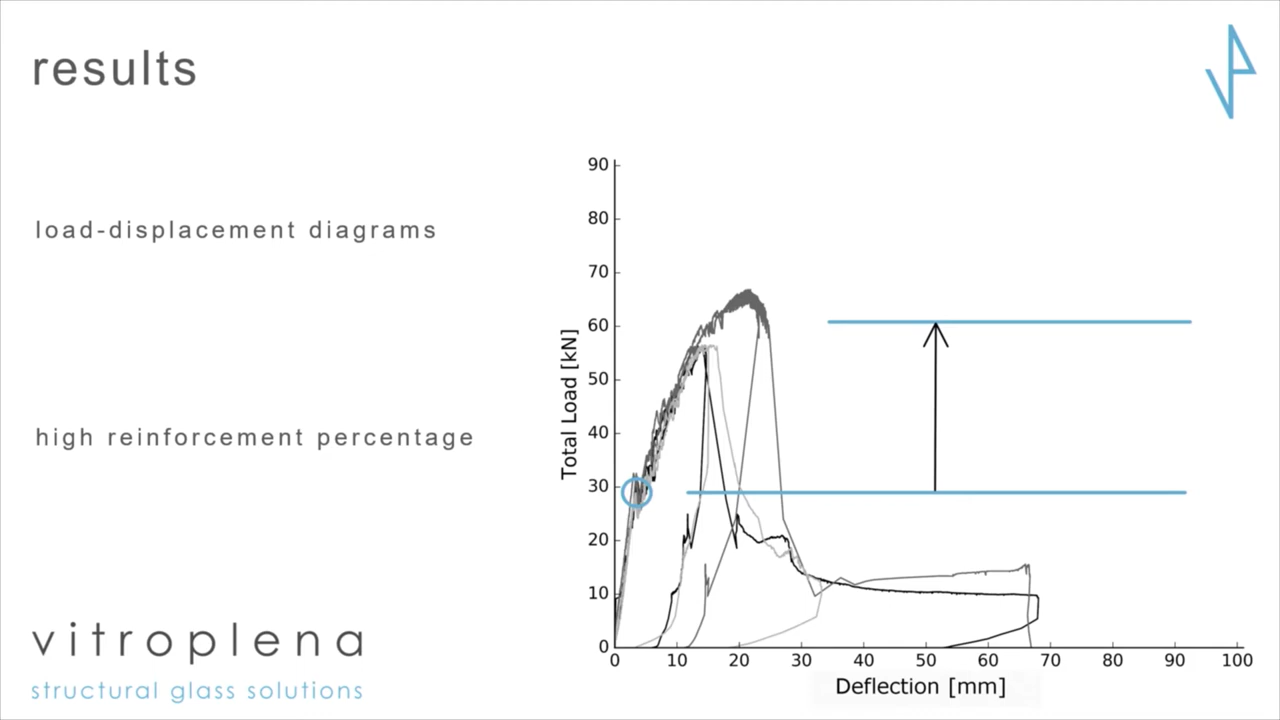 results
load-displacement diagrams
high reinforcement percentage
vitroplena
structural glass solutions
Total Load [kN]
90
80
70
60
50
40
30
20
10
0
0 10 20 30 40 50 60 70 80 90 100
Deflection [mm]